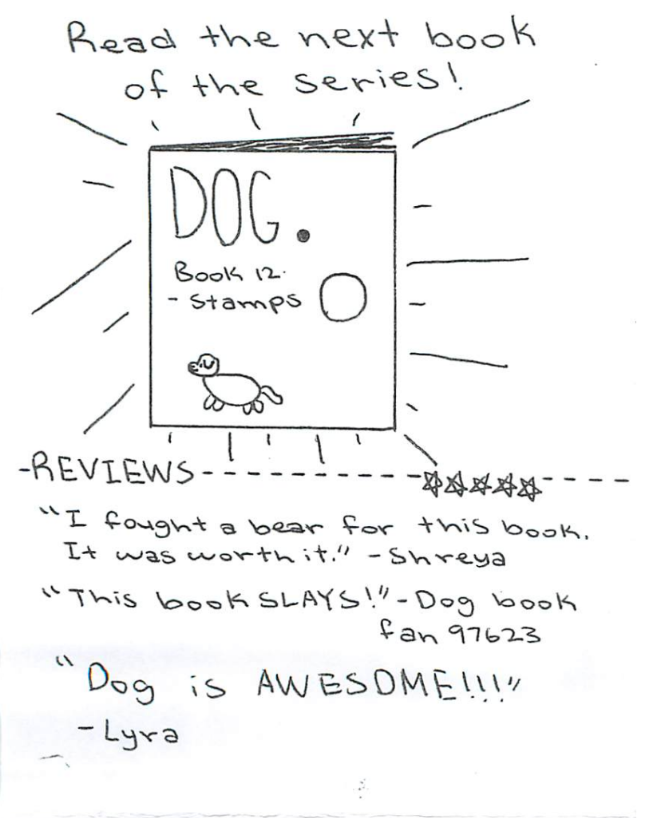 Read the next book
of the series!
DOG.
Book 12.
- Stamps
-REVIEWS-
"I fought a bear for this book.
It was worth it." -Shreya
"This book SLAYS!" - Dog book
fan 97623
"Dog is AWESOME!!!"
-Lyra